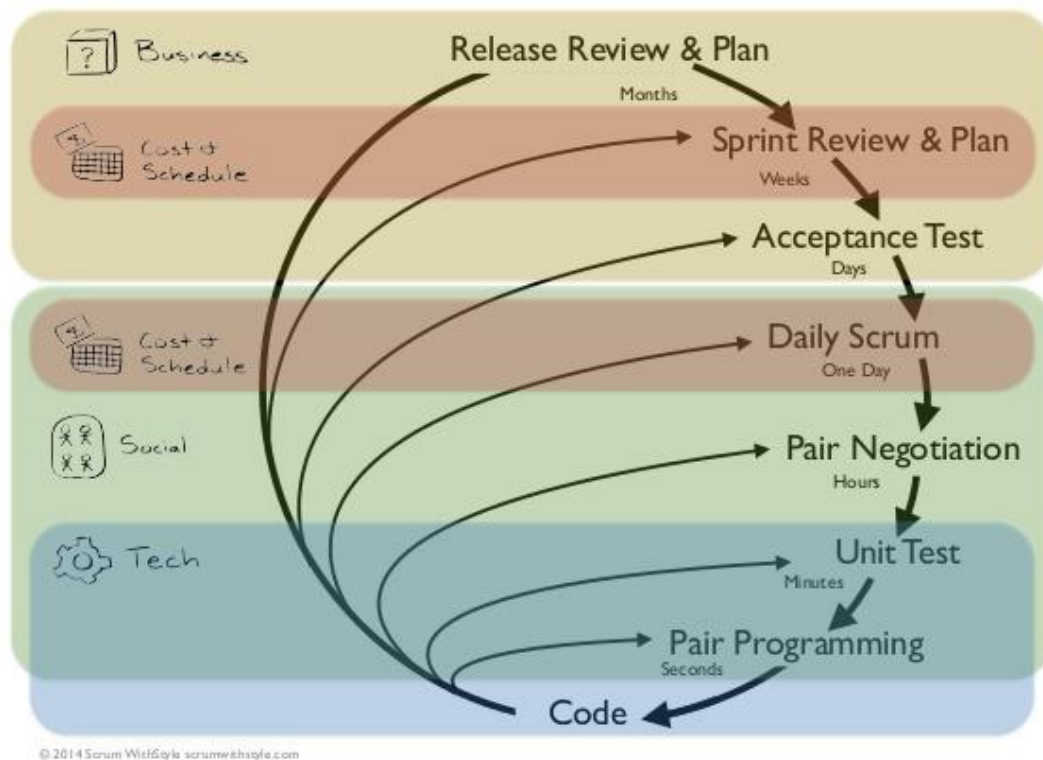 Business
Release Review & Plan
Months
Cost &
Schedule
Sprint Review & Plan
Weeks
Acceptance Test
Days
Cost &
Schedule
Daily Scrum
One Day
Social
Pair Negotiation
Hours
Tech
Unit Test
Minutes
Pair Programming
Seconds
Code
© 2014 Scrum WithStyle scrumwithstyle.com